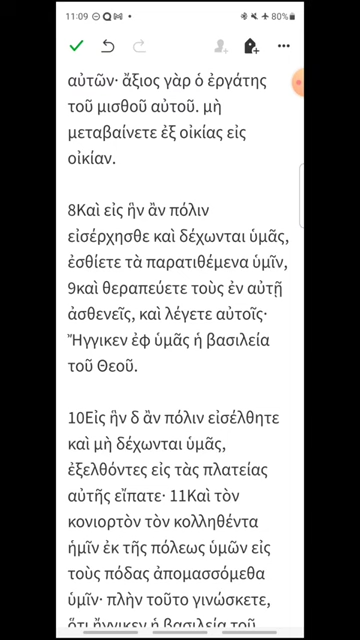 11:09
80%
αὐτῶν· ἄξιος γὰρ ὁ ἐργάτης
τοῦ μισθοῦ αὐτοῦ. μὴ
μεταβαίνετε ἐξ οἰκίας εἰς
οἰκίαν.
8Καὶ εἰς ἣν ἂν πόλιν
εἰσέρχησθε καὶ δέχωνται ὑμᾶς,
ἐσθίετε τὰ παρατιθέμενα ὑμῖν,
9καὶ θεραπεύετε τοὺς ἐν αὐτῇ
ἀσθενεῖς, καὶ λέγετε αὐτοῖς·
Ἤγγικεν ἐφ ὑμᾶς ἡ βασιλεία
τοῦ Θεοῦ.
10Εἰς ἣν δ ἂν πόλιν εἰσέλθητε
καὶ μὴ δέχωνται ὑμᾶς,
ἐξελθόντες εἰς τὰς πλατείας
αὐτῆς εἴπατε· 11Καὶ τὸν
κονιορτὸν τὸν κολληθέντα
ἡμῖν ἐκ τῆς πόλεως ὑμῶν εἰς
τοὺς πόδας ἀπομασσόμεθα
ὑμῖν· πλὴν τοῦτο γινώσκετε,
ὅτι ἤγγικεν ἡ βασιλεία τοῦ